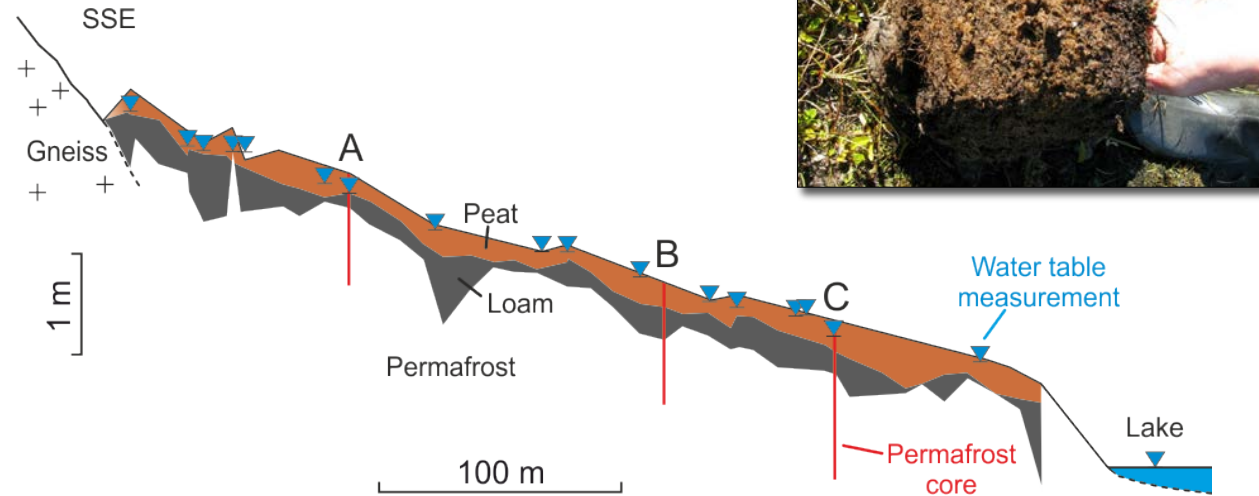 SSE
Gneiss
A
Peat
B
Loam
C
Water table
measurement
1 m
Permafrost
100 m
Permafrost
core
Lake